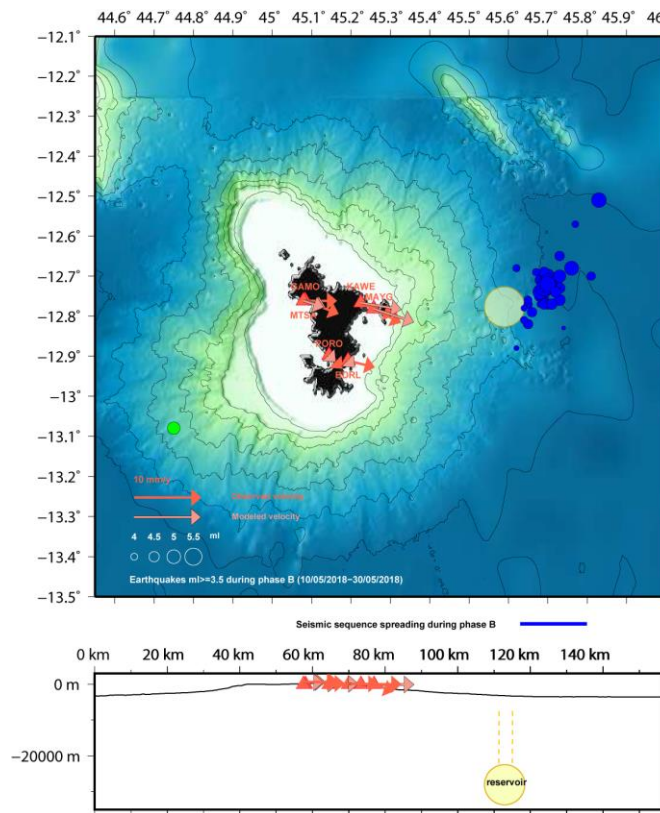 44.6° 44.7° 44.8° 44.9° 45° 45.1° 45.2° 45.3° 45.4° 45.5° 45.6° 45.7° 45.8° 45.9°
−12.1°
−12.2°
−12.3°
−12.4°
−12.5°
−12.6°
−12.7°
−12.8°
−12.9°
−13°
−13.1°
−13.2°
−13.3°
−13.4°
−13.5°
GAMO KAWE
MAYG
PORO
BDRL
10 mm/y
Observed velocity
Modeled velocity
4 4.5 5 5.5 ml
Earthquakes ml>=3.5 during phase B (10/05/2018−30/05/2018)
Seismic sequence spreading during phase B
0 km 20 km 40 km 60 km 80 km 100 km 120 km 140 km
0 m
−20000 m
reservoir